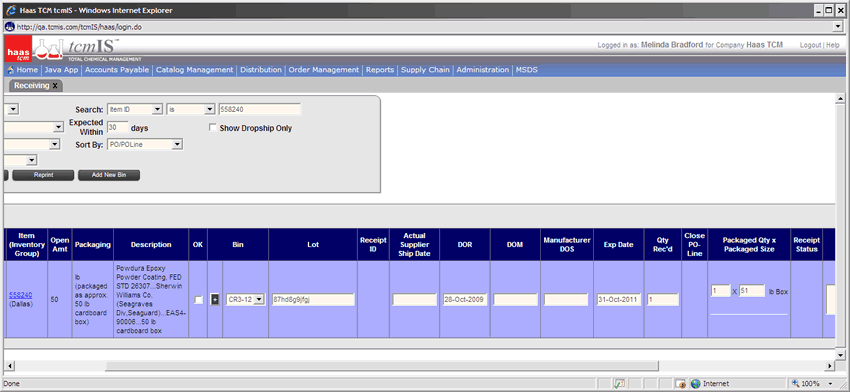 Haas TCM tcmIS - Windows Internet Explorer
http://qa.tcmis.com/tcmIS/haas/login.do
haas tcm tcmIS™ TOTAL CHEMICAL MANAGEMENT
Logged in as: Melinda Bradford for Company Haas TCM Logout | Help
Home | Java App | Accounts Payable | Catalog Management | Distribution | Order Management | Reports | Supply Chain | Administration | MSDS
Receiving X
Search: Item ID is 558240
Expected Within 30 days Show Dropship Only
Sort By: PO/POLine
Reprint Add New Bin
Item (Inventory Group) Open Amt Packaging Description OK Bin Lot Receipt ID Actual Supplier Ship Date DOR DOM Manufacturer DOS Exp Date Qty Rec'd Close PO-Line Packaged Qty x Packaged Size Receipt Status
558240 (Dallas)
50
lb (packaged as approx. 50 lb cardboard box)
Powdura Epoxy
Powder Coating, FED
STD 26307...Sherwin
Williams Co.
(Seagraves
Div,Seaguard)...EAS4-
90006...50 lb
cardboard box
+ CR3-12 87hd8g9jfgj 28-Oct-2009 31-Oct-2011 1 1 X 51 lb Box
Done Internet 100%